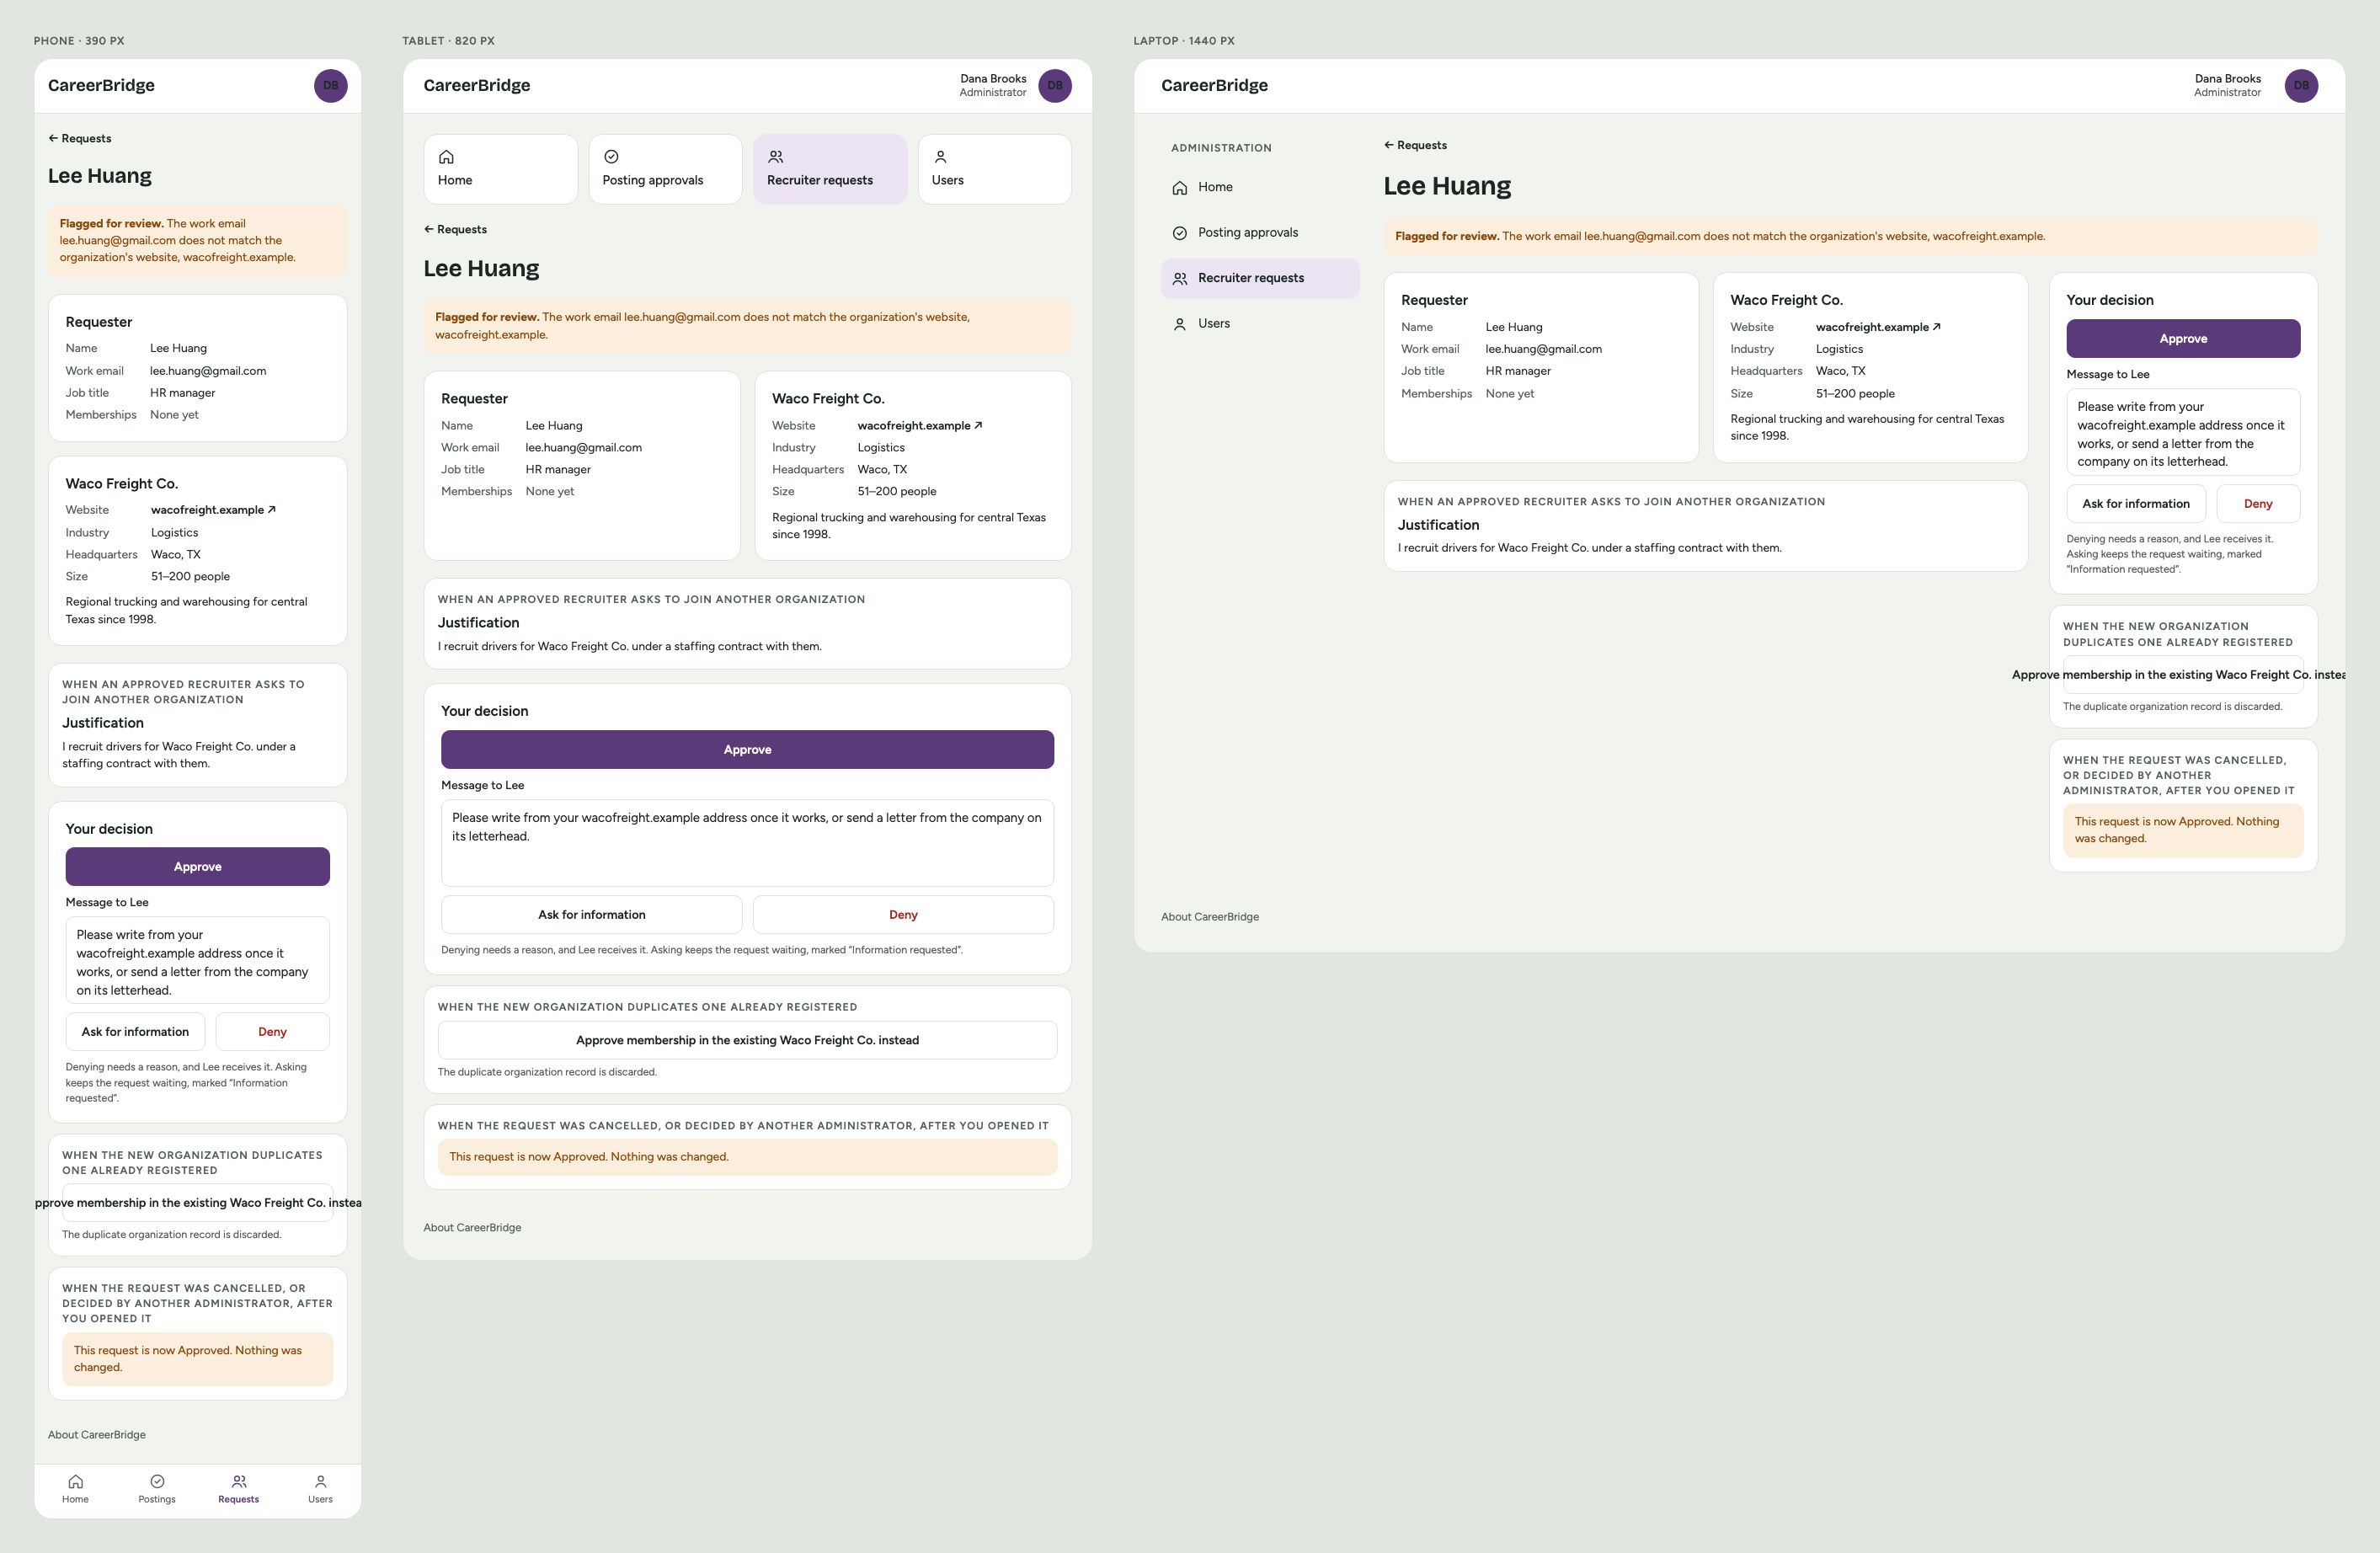 PHONE · 390 PX
CareerBridge
DB
← Requests
Lee Huang
Flagged for review. The work email
lee.huang@gmail.com does not match the
organization's website, wacofreight.example.
Requester
Name Lee Huang
Work email lee.huang@gmail.com
Job title HR manager
Memberships None yet
Waco Freight Co.
Website wacofreight.example ↗
Industry Logistics
Headquarters Waco, TX
Size 51–200 people
Regional trucking and warehousing for central
Texas since 1998.
WHEN AN APPROVED RECRUITER ASKS TO
JOIN ANOTHER ORGANIZATION
Justification
I recruit drivers for Waco Freight Co. under a
staffing contract with them.
Your decision
Approve
Message to Lee
Please write from your
wacofreight.example address once it
works, or send a letter from the company
on its letterhead.
Ask for information
Deny
Denying needs a reason, and Lee receives it. Asking
keeps the request waiting, marked “Information
requested”.
WHEN THE NEW ORGANIZATION DUPLICATES
ONE ALREADY REGISTERED
pprove membership in the existing Waco Freight Co. instea
The duplicate organization record is discarded.
WHEN THE REQUEST WAS CANCELLED, OR
DECIDED BY ANOTHER ADMINISTRATOR, AFTER
YOU OPENED IT
This request is now Approved. Nothing was
changed.
About CareerBridge
Home
Postings
Requests
Users
TABLET · 820 PX
CareerBridge
Dana Brooks
Administrator
DB
Home
Posting approvals
Recruiter requests
Users
← Requests
Lee Huang
Flagged for review. The work email lee.huang@gmail.com does not match the organization's website,
wacofreight.example.
Requester
Name Lee Huang
Work email lee.huang@gmail.com
Job title HR manager
Memberships None yet
Waco Freight Co.
Website wacofreight.example ↗
Industry Logistics
Headquarters Waco, TX
Size 51–200 people
Regional trucking and warehousing for central Texas
since 1998.
WHEN AN APPROVED RECRUITER ASKS TO JOIN ANOTHER ORGANIZATION
Justification
I recruit drivers for Waco Freight Co. under a staffing contract with them.
Your decision
Approve
Message to Lee
Please write from your wacofreight.example address once it works, or send a letter from the company on
its letterhead.
Ask for information
Deny
Denying needs a reason, and Lee receives it. Asking keeps the request waiting, marked “Information requested”.
WHEN THE NEW ORGANIZATION DUPLICATES ONE ALREADY REGISTERED
Approve membership in the existing Waco Freight Co. instead
The duplicate organization record is discarded.
WHEN THE REQUEST WAS CANCELLED, OR DECIDED BY ANOTHER ADMINISTRATOR, AFTER YOU OPENED IT
This request is now Approved. Nothing was changed.
About CareerBridge
LAPTOP · 1440 PX
CareerBridge
Dana Brooks
Administrator
DB
ADMINISTRATION
Home
Posting approvals
Recruiter requests
Users
← Requests
Lee Huang
Flagged for review. The work email lee.huang@gmail.com does not match the organization's website, wacofreight.example.
Requester
Name Lee Huang
Work email lee.huang@gmail.com
Job title HR manager
Memberships None yet
Waco Freight Co.
Website wacofreight.example ↗
Industry Logistics
Headquarters Waco, TX
Size 51–200 people
Regional trucking and warehousing for central Texas
since 1998.
WHEN AN APPROVED RECRUITER ASKS TO JOIN ANOTHER ORGANIZATION
Justification
I recruit drivers for Waco Freight Co. under a staffing contract with them.
Your decision
Approve
Message to Lee
Please write from your
wacofreight.example address once it
works, or send a letter from the
company on its letterhead.
Ask for information
Deny
Denying needs a reason, and Lee receives it.
Asking keeps the request waiting, marked
“Information requested”.
WHEN THE NEW ORGANIZATION
DUPLICATES ONE ALREADY REGISTERED
Approve membership in the existing Waco Freight Co. instea
The duplicate organization record is discarded.
WHEN THE REQUEST WAS CANCELLED,
OR DECIDED BY ANOTHER
ADMINISTRATOR, AFTER YOU OPENED IT
This request is now Approved. Nothing
was changed.
About CareerBridge